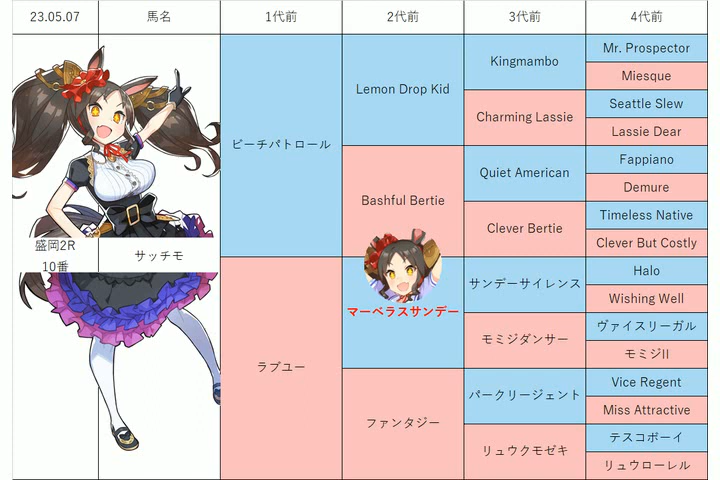 23.05.07
馬名
1代前
2代前
3代前
4代前
盛岡2R
10番
サッチモ
ピーチパトロール
ラブユー
Lemon Drop Kid
Bashful Bertie
マーベラスサンデー
ファンタジー
Kingmambo
Charming Lassie
Quiet American
Clever Bertie
サンデーサイレンス
モミジダンサー
パークリージェント
リュウクモゼキ
Mr. Prospector
Miesque
Seattle Slew
Lassie Dear
Fappiano
Demure
Timeless Native
Clever But Costly
Halo
Wishing Well
ヴァイスリーガル
モミジII
Vice Regent
Miss Attractive
テスコボーイ
リュウローレル